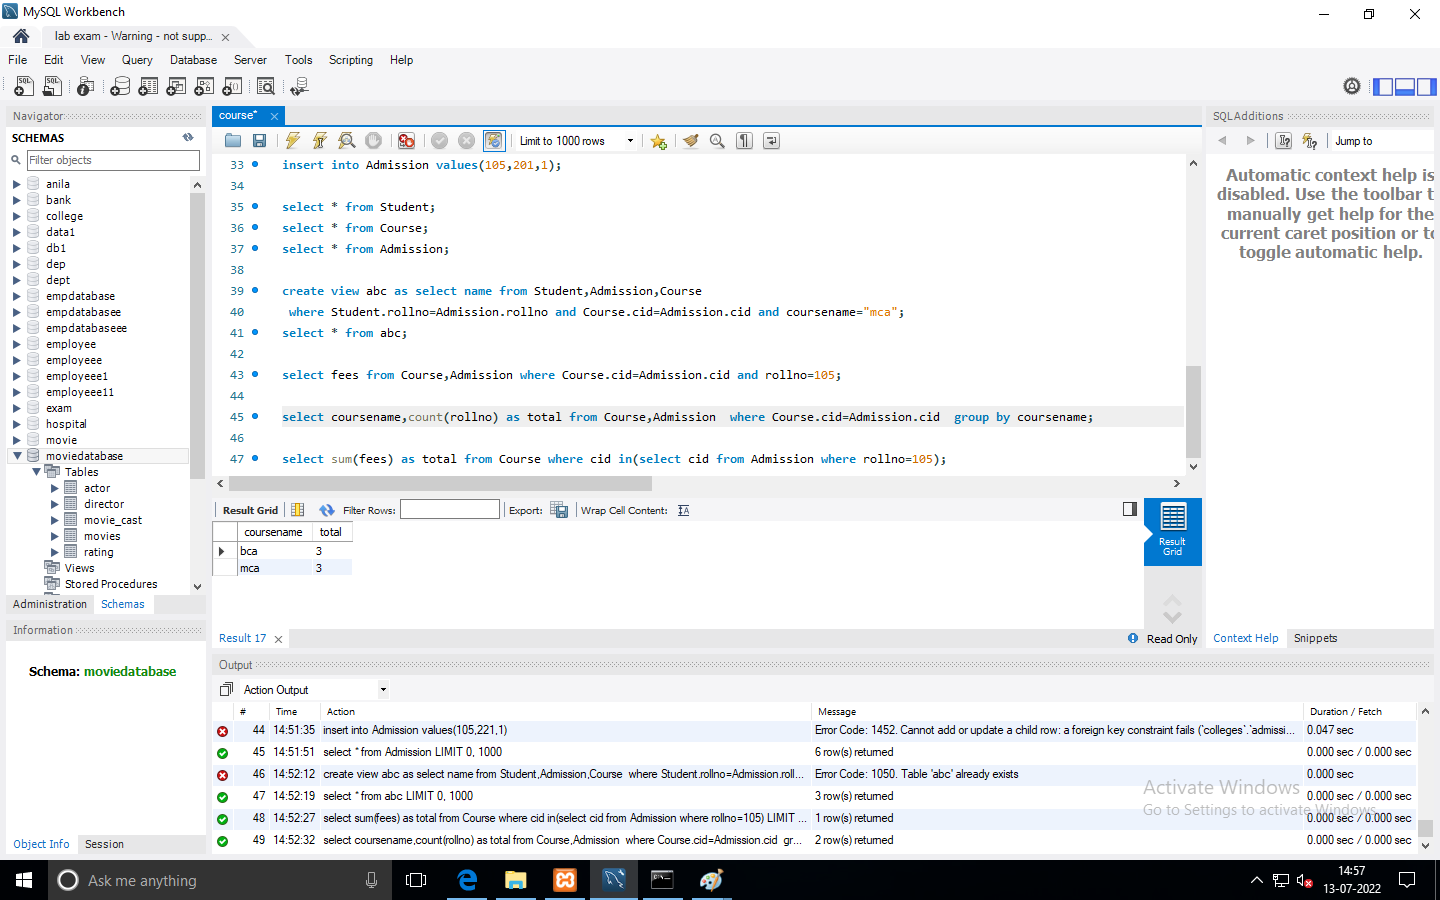 MySQL Workbench
lab exam - Warning - not supp...
File Edit View Query Database Server Tools Scripting Help
Navigator
SCHEMAS
Filter objects
anila
bank
college
data1
db1
dep
dept
empdatabase
empdatabasee
empdatabaseee
employee
employeee
employeee1
employeee11
exam
hospital
movie
moviedatabase
Tables
actor
director
movie_cast
movies
rating
Views
Stored Procedures
Administration Schemas
Information
Schema: moviedatabase
Object Info Session
course*
Limit to 1000 rows
33 insert into Admission values(105,201,1);
34
35 select * from Student;
36 select * from Course;
37 select * from Admission;
38
39 create view abc as select name from Student,Admission,Course
40 where Student.rollno=Admission.rollno and Course.cid=Admission.cid and coursename="mca";
41 select * from abc;
42
43 select fees from Course,Admission where Course.cid=Admission.cid and rollno=105;
44
45 select coursename,count(rollno) as total from Course,Admission  where Course.cid=Admission.cid  group by coursename;
46
47 select sum(fees) as total from Course where cid in(select cid from Admission where rollno=105);
Result Grid Filter Rows: Export: Wrap Cell Content:
coursename total
bca 3
mca 3
Result Grid
Result 17
Read Only
SQLAdditions
Jump to
Automatic context help is
disabled. Use the toolbar t
manually get help for the
current caret position or to
toggle automatic help.
Context Help Snippets
Output
Action Output
# Time Action Message Duration / Fetch
44 14:51:35 insert into Admission values(105,221,1) Error Code: 1452. Cannot add or update a child row: a foreign key constraint fails (`colleges`.`admissi... 0.047 sec
45 14:51:51 select * from Admission LIMIT 0, 1000 6 row(s) returned 0.000 sec / 0.000 sec
46 14:52:12 create view abc as select name from Student,Admission,Course  where Student.rollno=Admission.roll... Error Code: 1050. Table 'abc' already exists 0.000 sec
47 14:52:19 select * from abc LIMIT 0, 1000 3 row(s) returned 0.000 sec / 0.000 sec
48 14:52:27 select sum(fees) as total from Course where cid in(select cid from Admission where rollno=105) LIMIT ... 1 row(s) returned 0.000 sec / 0.000 sec
49 14:52:32 select coursename,count(rollno) as total from Course,Admission  where Course.cid=Admission.cid  gr... 2 row(s) returned 0.000 sec / 0.000 sec
Activate Windows
Go to Settings to activate Windows.
Ask me anything
14:57
13-07-2022